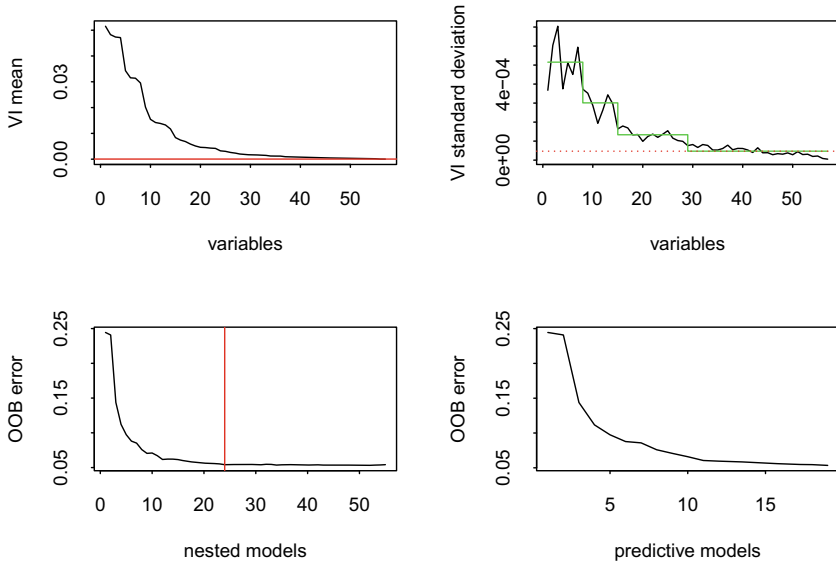 VI mean
0.00 0.03
0 10 20 30 40 50
variables
VI standard deviation
0e+00 4e−04
0 10 20 30 40 50
variables
OOB error
0.05 0.15 0.25
0 10 20 30 40 50
nested models
OOB error
0.05 0.15 0.25
5 10 15
predictive models